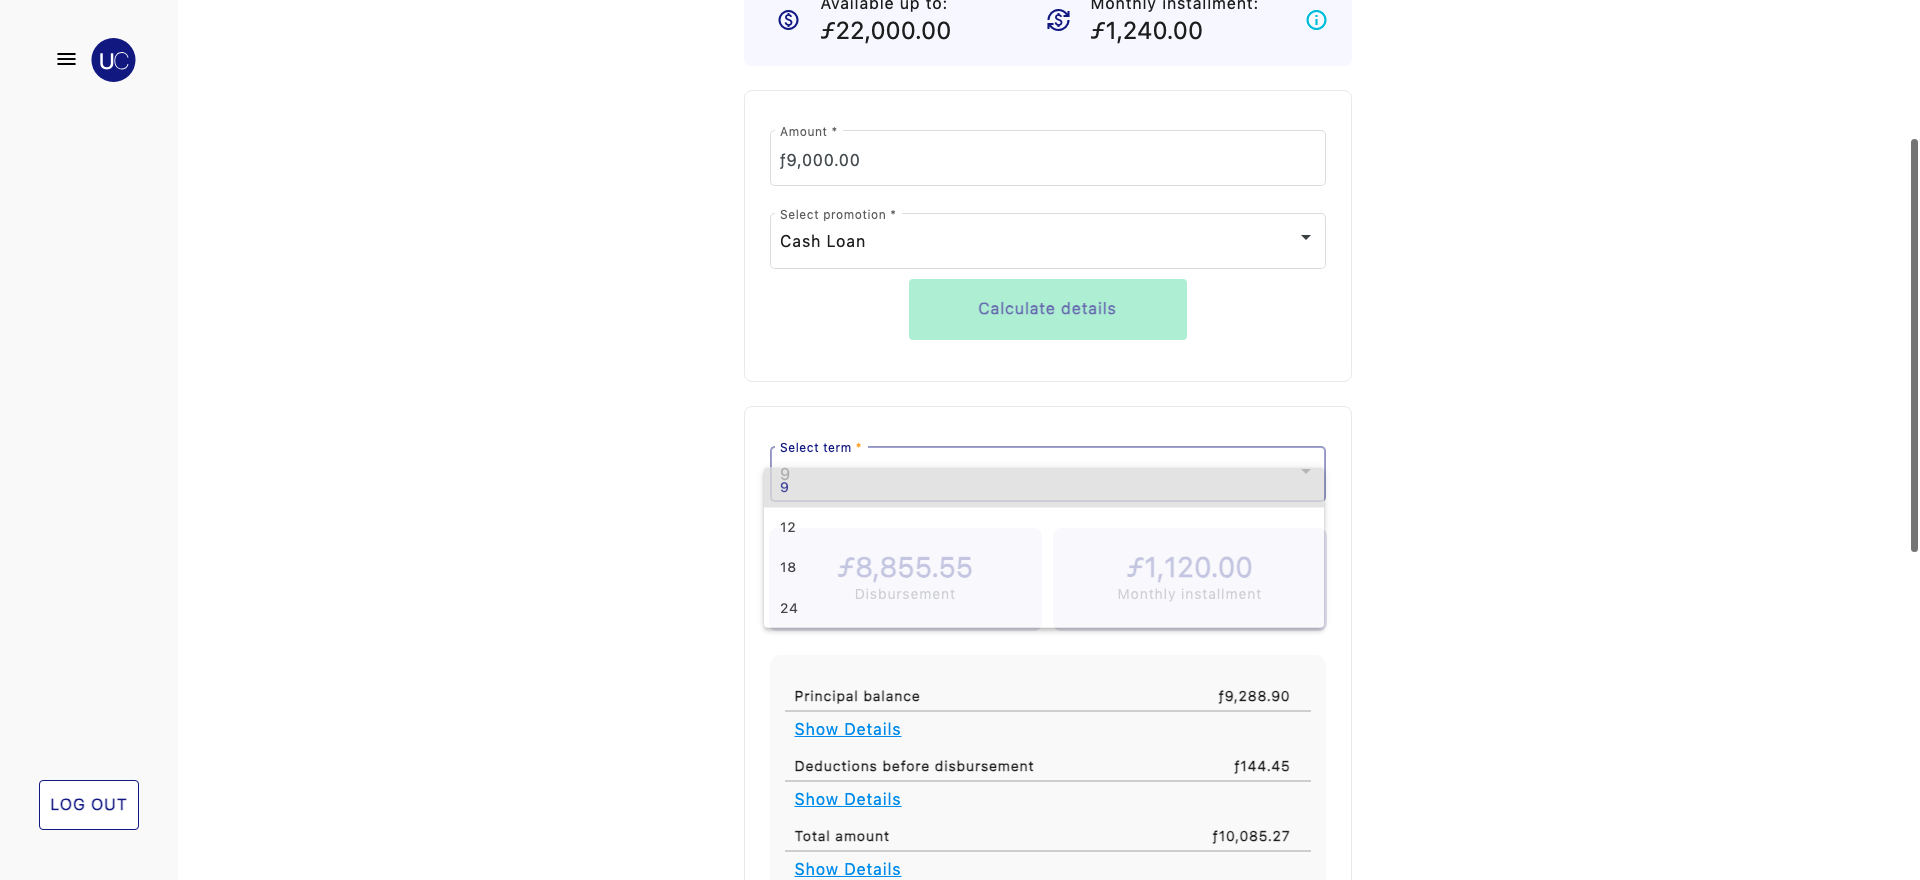 Available up to:
ƒ22,000.00
Monthly installment:
ƒ1,240.00
UC
Amount *
ƒ9,000.00
Select promotion *
Cash Loan
Calculate details
Select term *
9
9
12
18
24
ƒ8,855.55
Disbursement
ƒ1,120.00
Monthly installment
Principal balance ƒ9,288.90
Show Details
Deductions before disbursement ƒ144.45
Show Details
Total amount ƒ10,085.27
Show Details
LOG OUT